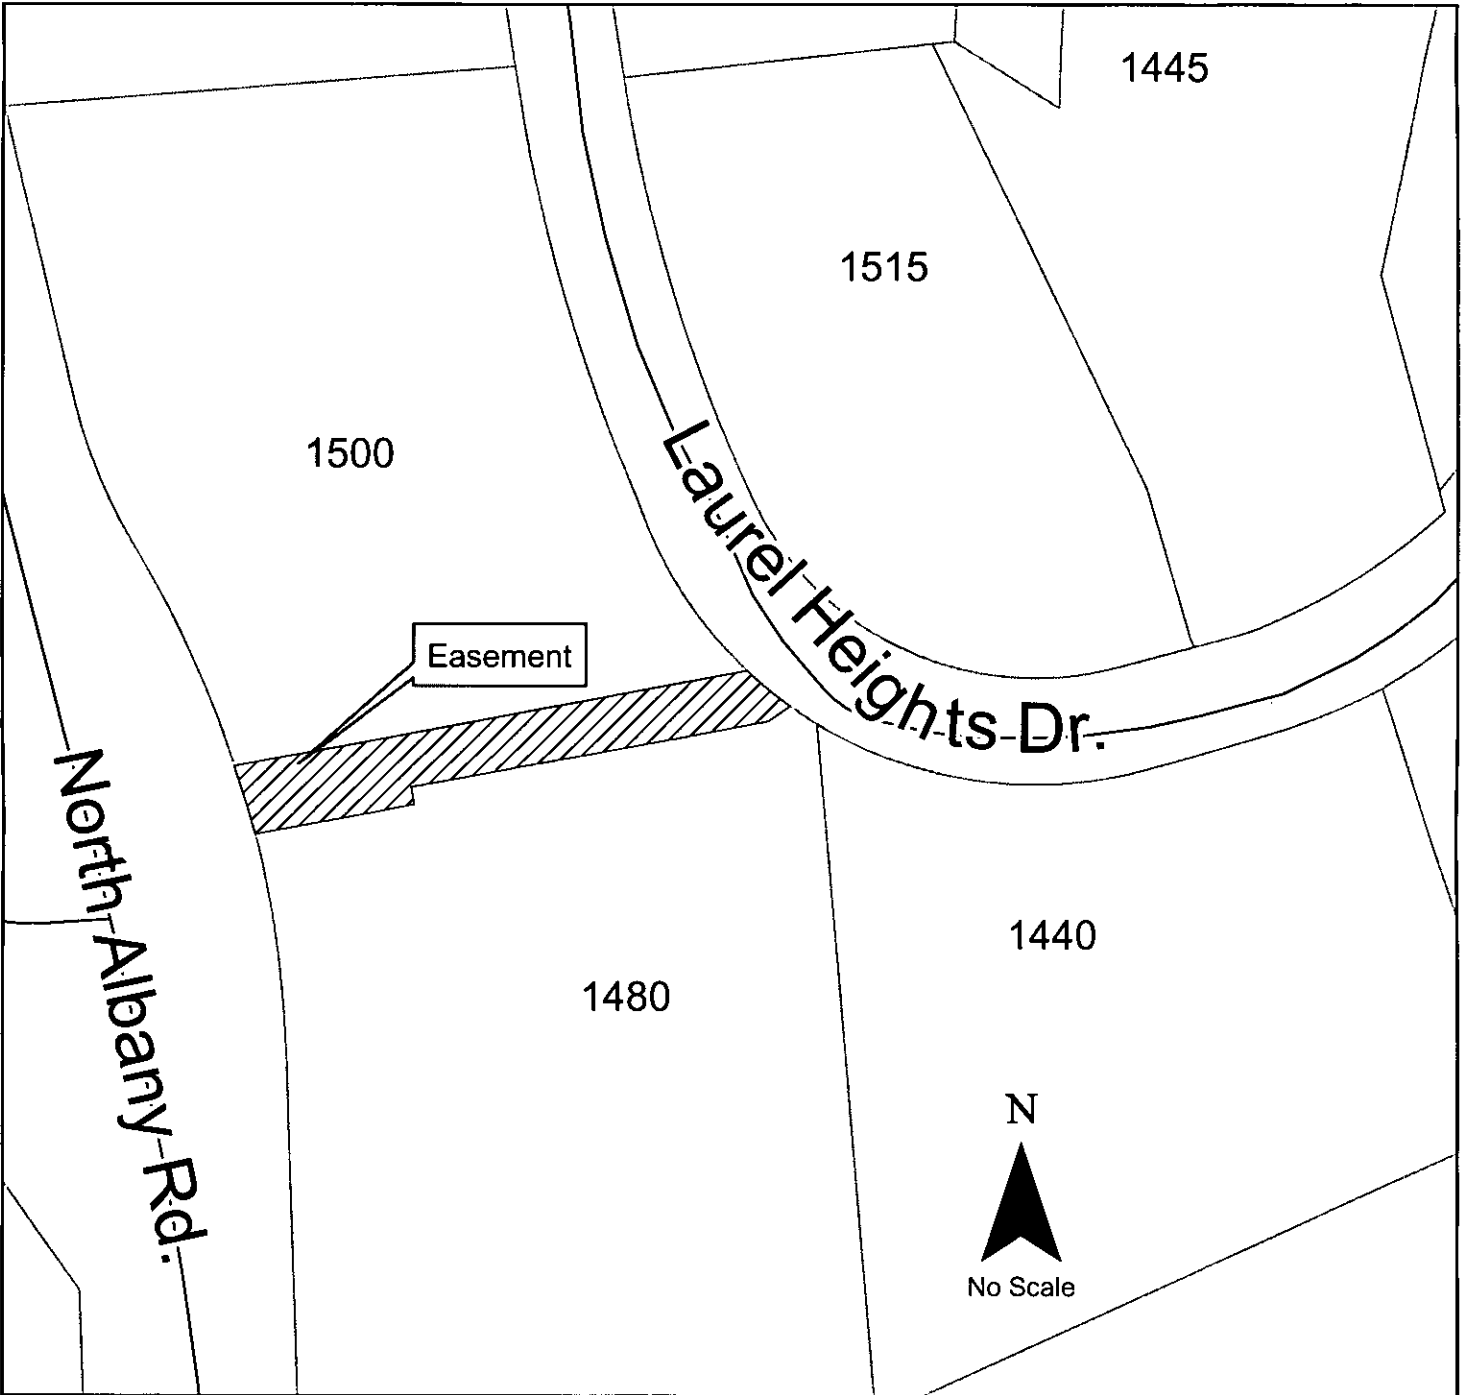 1445
1515
1500
Laurel Heights Dr.
Easement
North Albany Rd.
1440
1480
N
No Scale